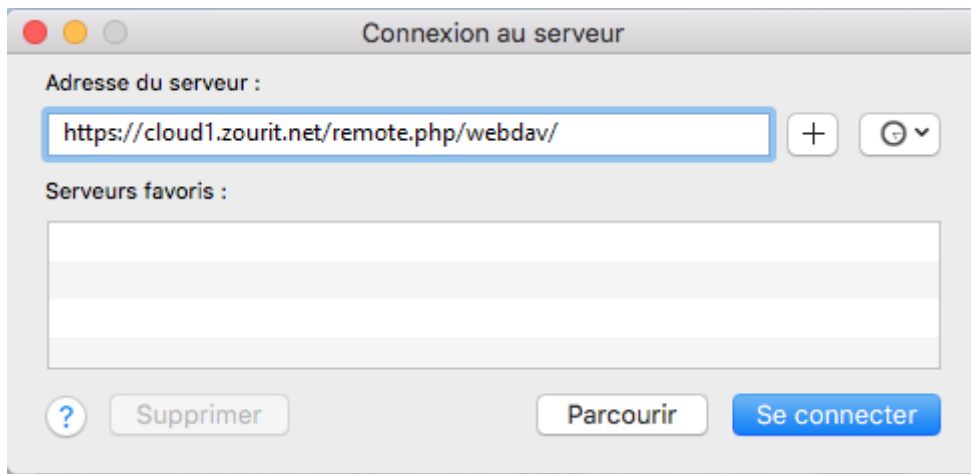 Connexion au serveur
Adresse du serveur :
https://cloud1.zourit.net/remote.php/webdav/
Serveurs favoris :
? Supprimer Parcourir Se connecter